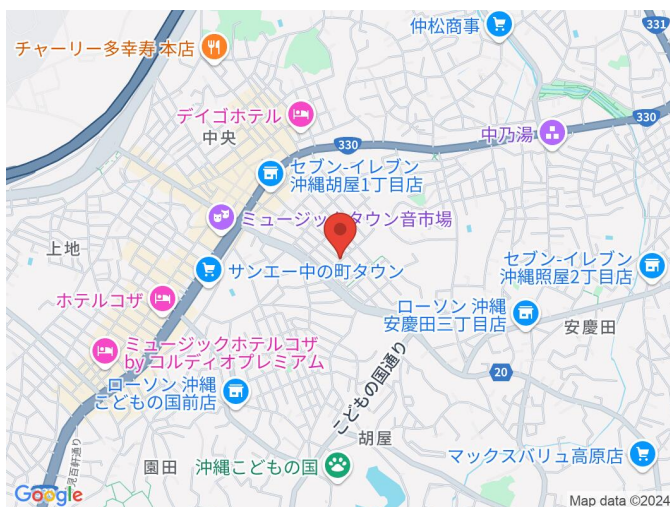 仲松商事
331
チャーリー多幸寿 本店
デイゴホテル
中央
330
中乃湯
330
セブン-イレブン
沖縄胡屋1丁目店
ミュージックタウン音市場
上地
サンエー中の町タウン
セブン-イレブン
沖縄照屋2丁目店
ホテルコザ
ローソン 沖縄
安慶田三丁目店
安慶田
ミュージックホテルコザ
by コルディオプレミアム
こどもの国通り
20
ローソン 沖縄
こどもの国前店
胡屋
マックスバリュ高原店
園田
沖縄こどもの国
Google
Map data ©2024